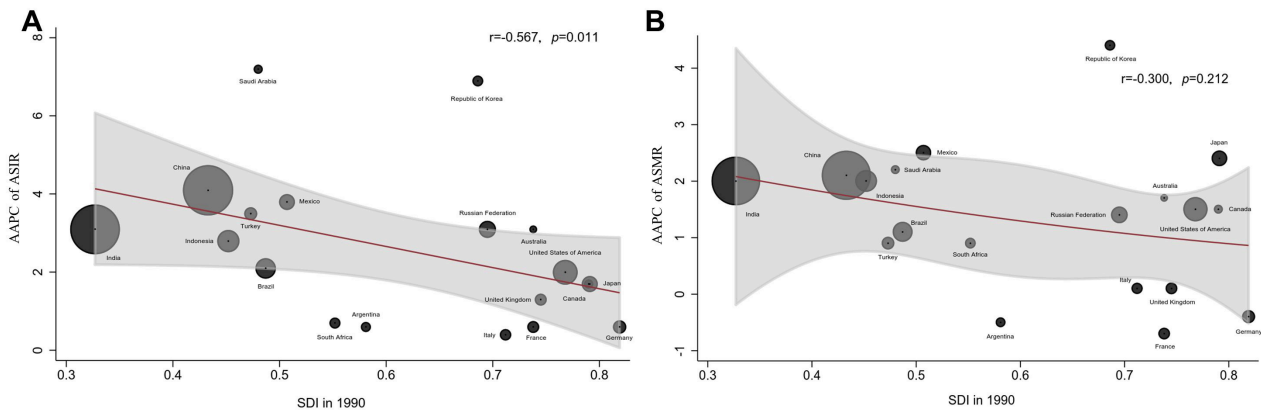 A
AAPC of ASIR
8
6
4
2
0
r=-0.567, p=0.011
Saudi Arabia
Republic of Korea
China
Mexico
Turkey
Indonesia
India
Brazil
Russian Federation
Australia
United States of America
Japan
Canada
United Kingdom
Argentina
South Africa
Italy
France
Germany
0.3 0.4 0.5 0.6 0.7 0.8
SDI in 1990
B
AAPC of ASMR
4
3
2
1
0
-1
Republic of Korea
r=-0.300, p=0.212
Japan
Mexico
China
Saudi Arabia
Indonesia
India
Australia
Russian Federation
Canada
United States of America
Brazil
Turkey
South Africa
Italy
United Kingdom
Argentina
France
Germany
0.3 0.4 0.5 0.6 0.7 0.8
SDI in 1990